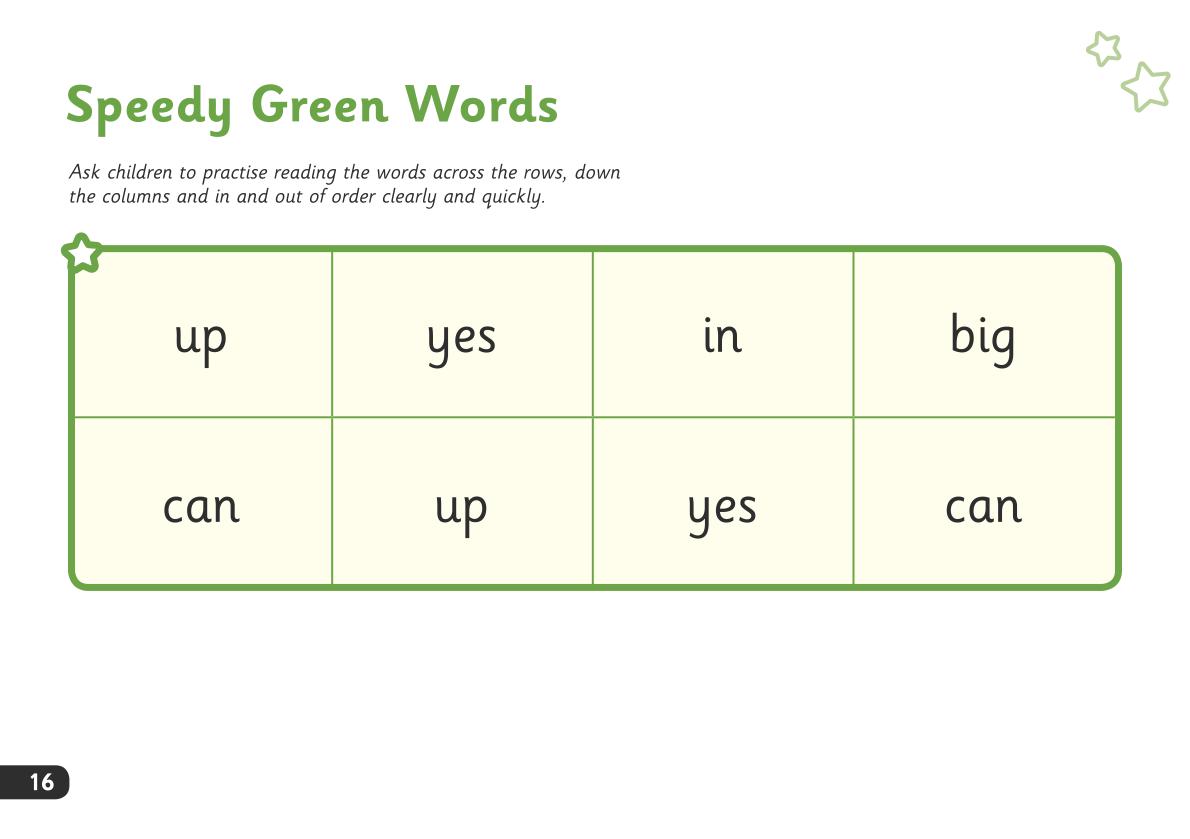 Speedy Green Words
Ask children to practise reading the words across the rows, down
the columns and in and out of order clearly and quickly.
up yes in big
can up yes can
16